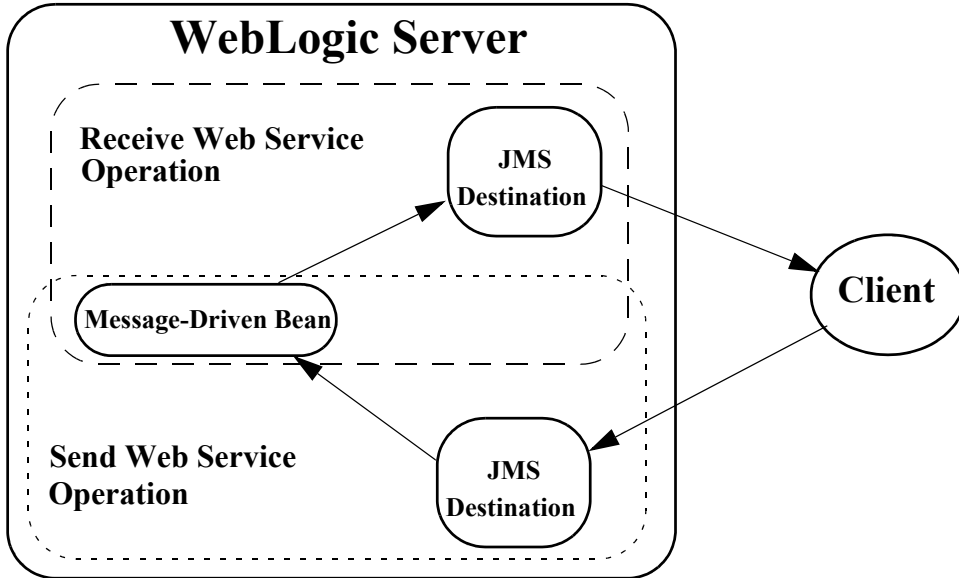 WebLogic Server
Receive Web Service
Operation
JMS
Destination
Client
Message-Driven Bean
Send Web Service
Operation
JMS
Destination